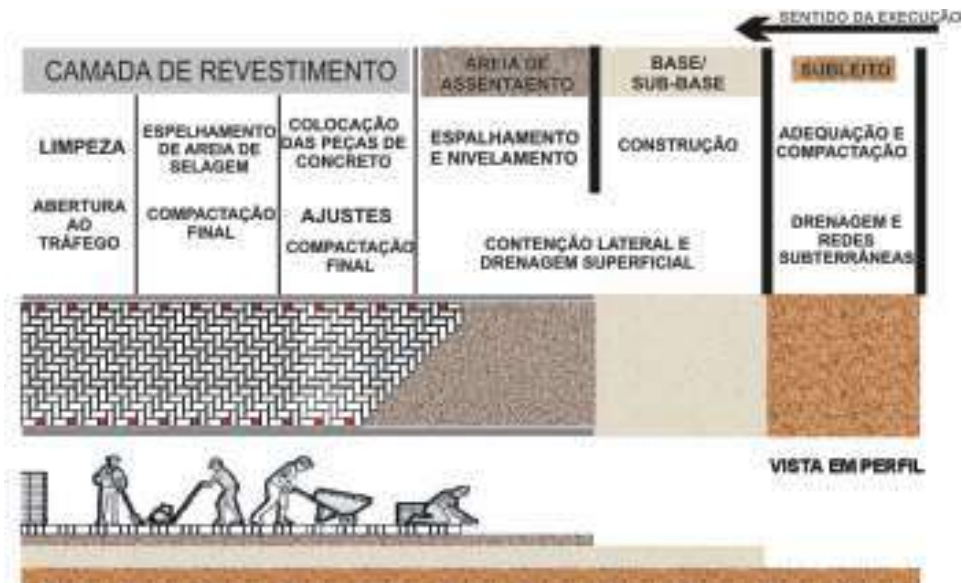 SENTIDO DA EXECUÇÃO
CAMADA DE REVESTIMENTO
AREIA DE
ASSENTAENTO
BASE/
SUB-BASE
SUBLEITO
LIMPEZA
ABERTURA
AO
TRÁFEGO
ESPELHAMENTO
DE AREIA DE
SELAGEM
COMPACTAÇÃO
FINAL
COLOCAÇÃO
DAS PEÇAS DE
CONCRETO
AJUSTES
COMPACTAÇÃO
FINAL
ESPALHAMENTO
E NIVELAMENTO
CONSTRUÇÃO
CONTENÇÃO LATERAL E
DRENAGEM SUPERFICIAL
ADEQUAÇÃO E
COMPACTAÇÃO
DRENAGEM E
REDES
SUBTERRÂNEAS
VISTA EM PERFIL